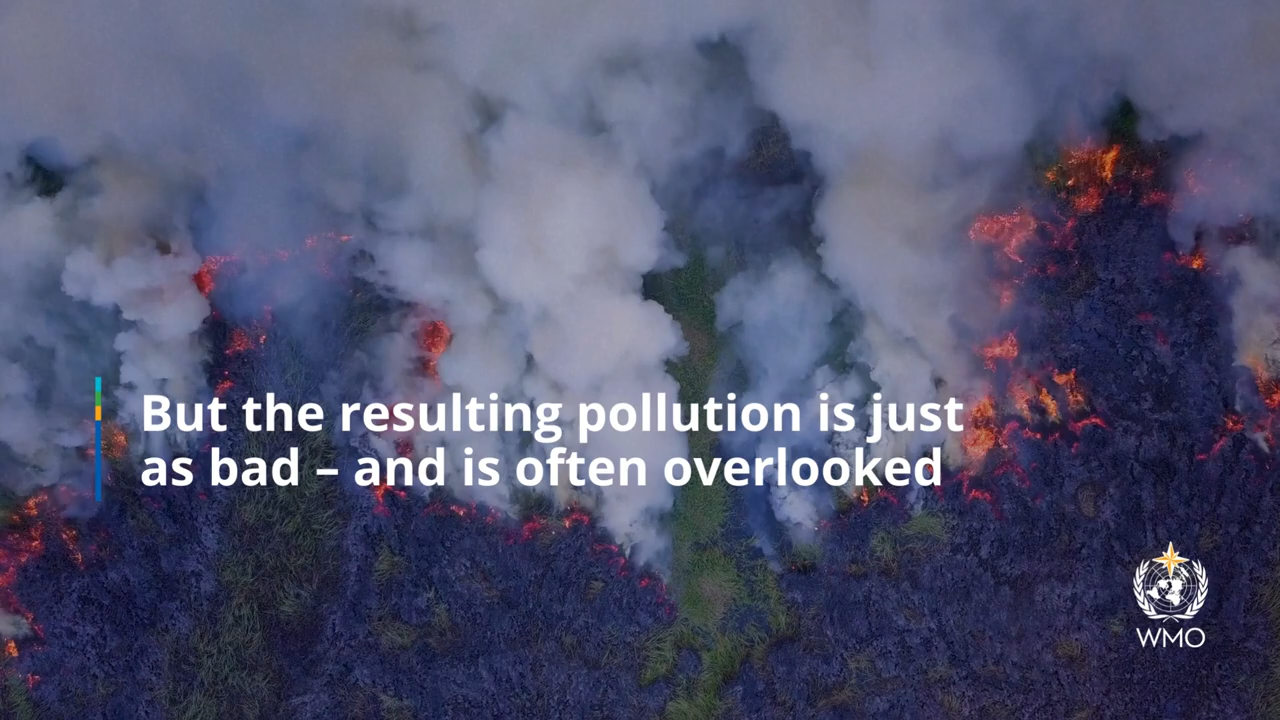 But the resulting pollution is just
as bad – and is often overlooked
WMO